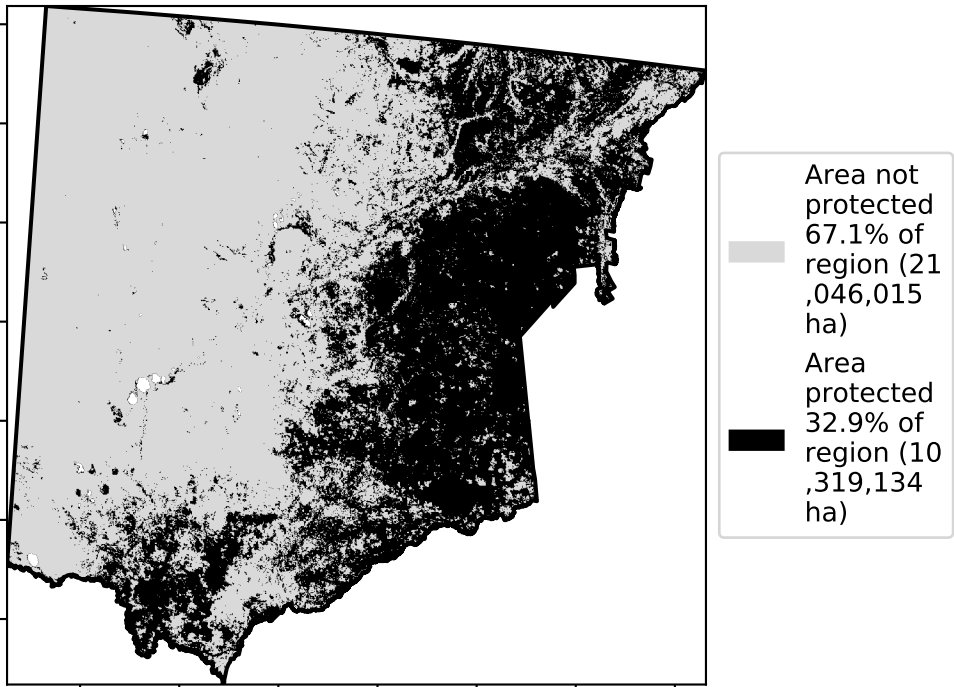 Area not
protected
67.1% of
region (21
,046,015
ha)
Area
protected
32.9% of
region (10
,319,134
ha)